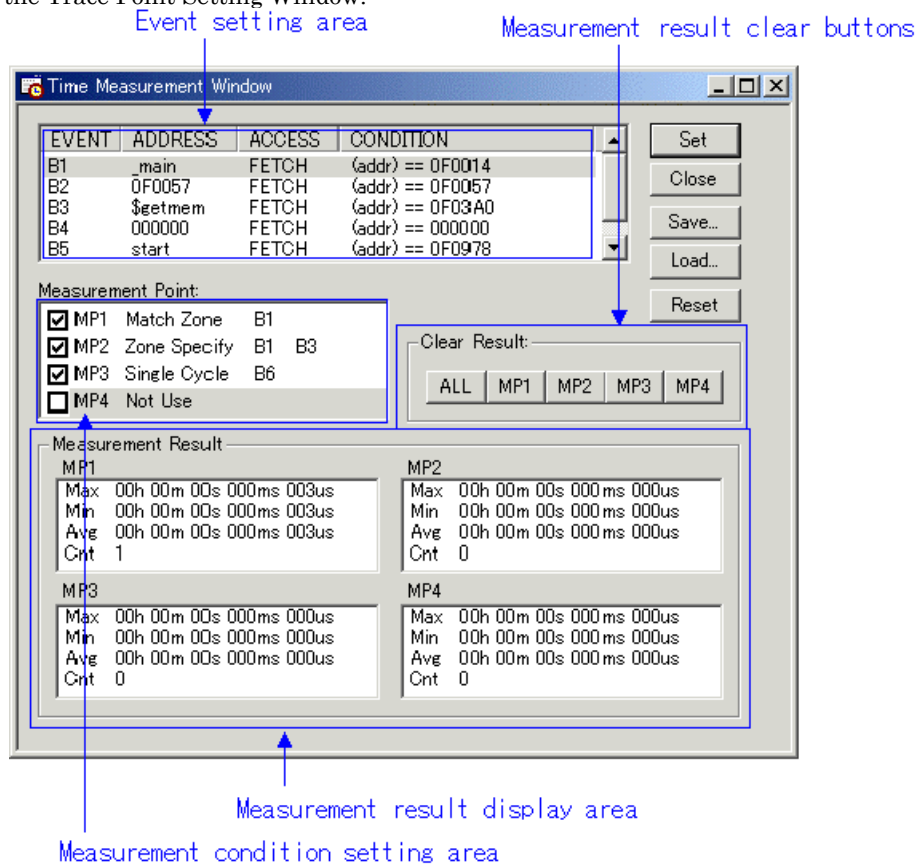 the Trace Point Setting Window.
Event setting area
Measurement result clear buttons
Time Measurement Window
EVENT ADDRESS ACCESS CONDITION
B1 _main FETCH (addr) == 0F0014
B2 0F0057 FETCH (addr) == 0F0057
B3 $getmem FETCH (addr) == 0F03A0
B4 000000 FETCH (addr) == 000000
B5 start FETCH (addr) == 0F0978
Set
Close
Save...
Load...
Reset
Measurement Point:
MP1 Match Zone B1
MP2 Zone Specify B1 B3
MP3 Single Cycle B6
MP4 Not Use
Clear Result:
ALL MP1 MP2 MP3 MP4
Measurement Result
MP1
Max 00h 00m 00s 000ms 003us
Min 00h 00m 00s 000ms 003us
Avg 00h 00m 00s 000ms 003us
Cnt 1
MP2
Max 00h 00m 00s 000ms 000us
Min 00h 00m 00s 000ms 000us
Avg 00h 00m 00s 000ms 000us
Cnt 0
MP3
Max 00h 00m 00s 000ms 000us
Min 00h 00m 00s 000ms 000us
Avg 00h 00m 00s 000ms 000us
Cnt 0
MP4
Max 00h 00m 00s 000ms 000us
Min 00h 00m 00s 000ms 000us
Avg 00h 00m 00s 000ms 000us
Cnt 0
Measurement result display area
Measurement condition setting area